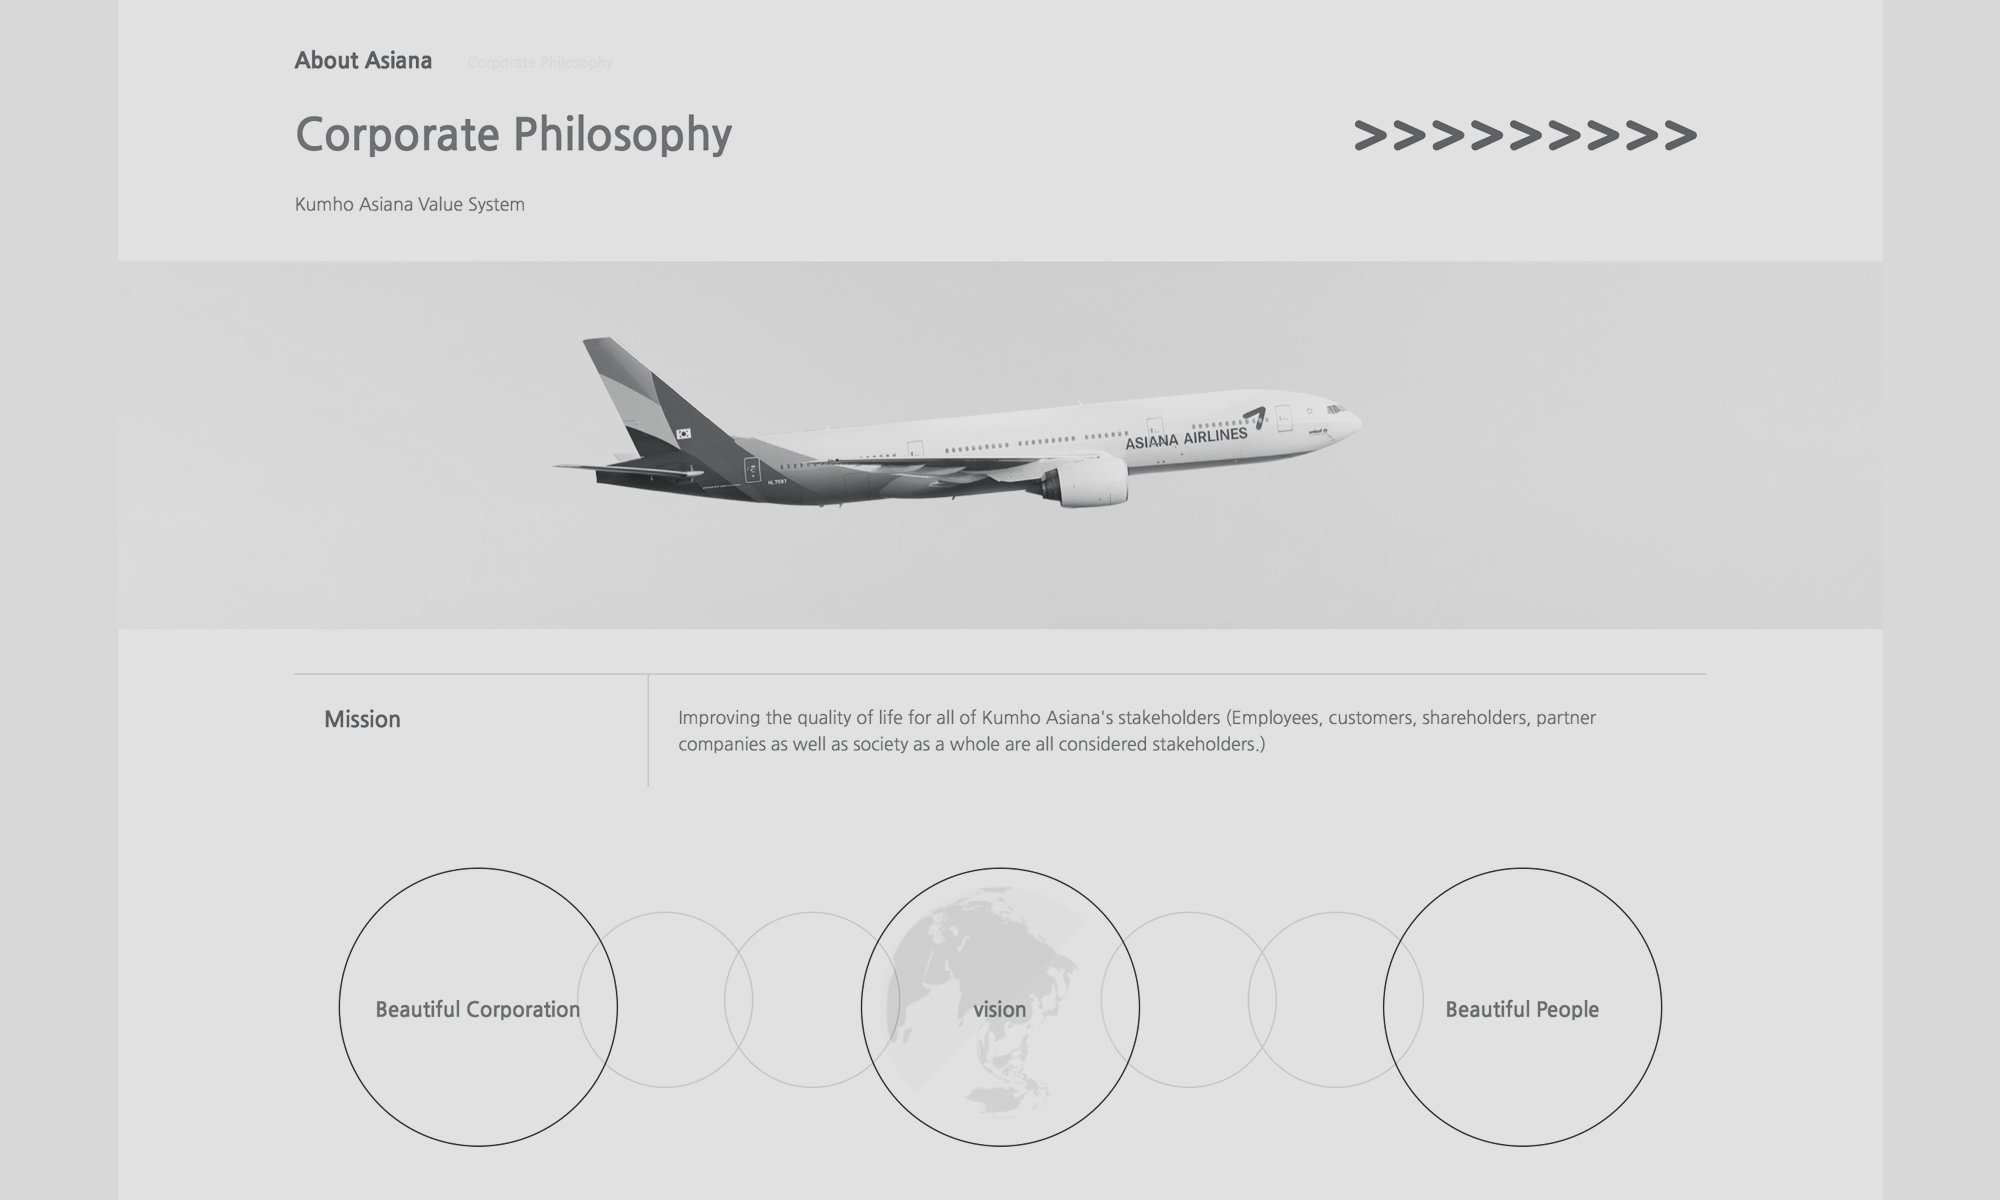 About Asiana
Corporate Philosophy
Corporate Philosophy
>>>>>>>>>
Kumho Asiana Value System
ASIANA AIRLINES
HL7597
Mission
Improving the quality of life for all of Kumho Asiana's stakeholders (Employees, customers, shareholders, partner
companies as well as society as a whole are all considered stakeholders.)
Beautiful Corporation
vision
Beautiful People